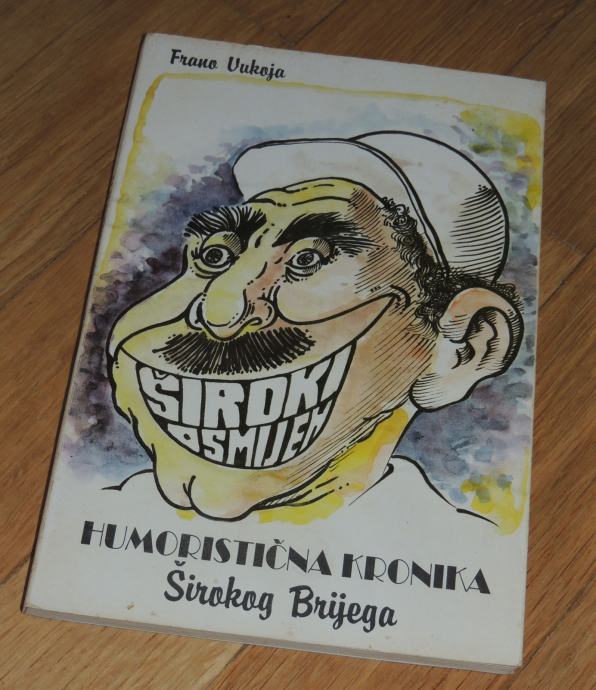 Frano Vukoja
ŠIROKI
OSMIJEH
HUMORISTIČNA KRONIKA
Širokog Brijega